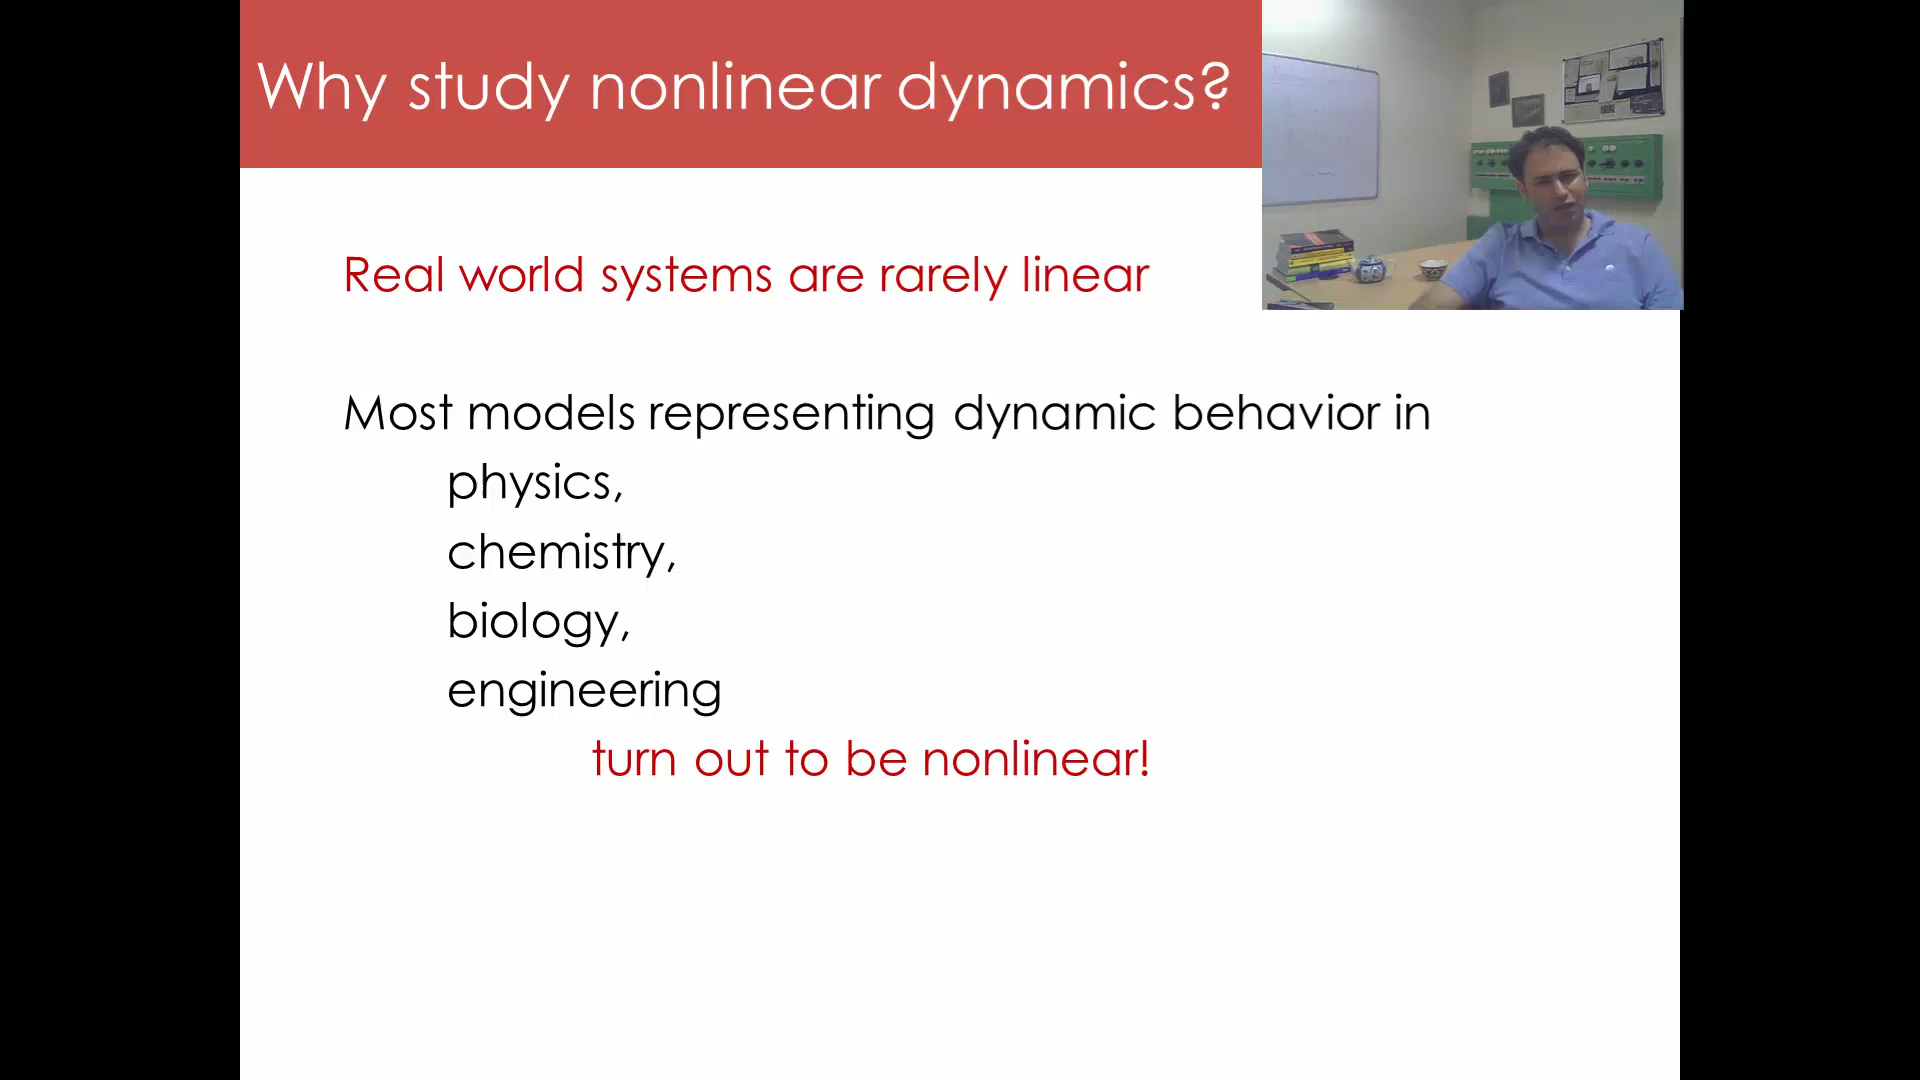 Why study nonlinear dynamics?
Real world systems are rarely linear
Most models representing dynamic behavior in
physics,
chemistry,
biology,
engineering
turn out to be nonlinear!